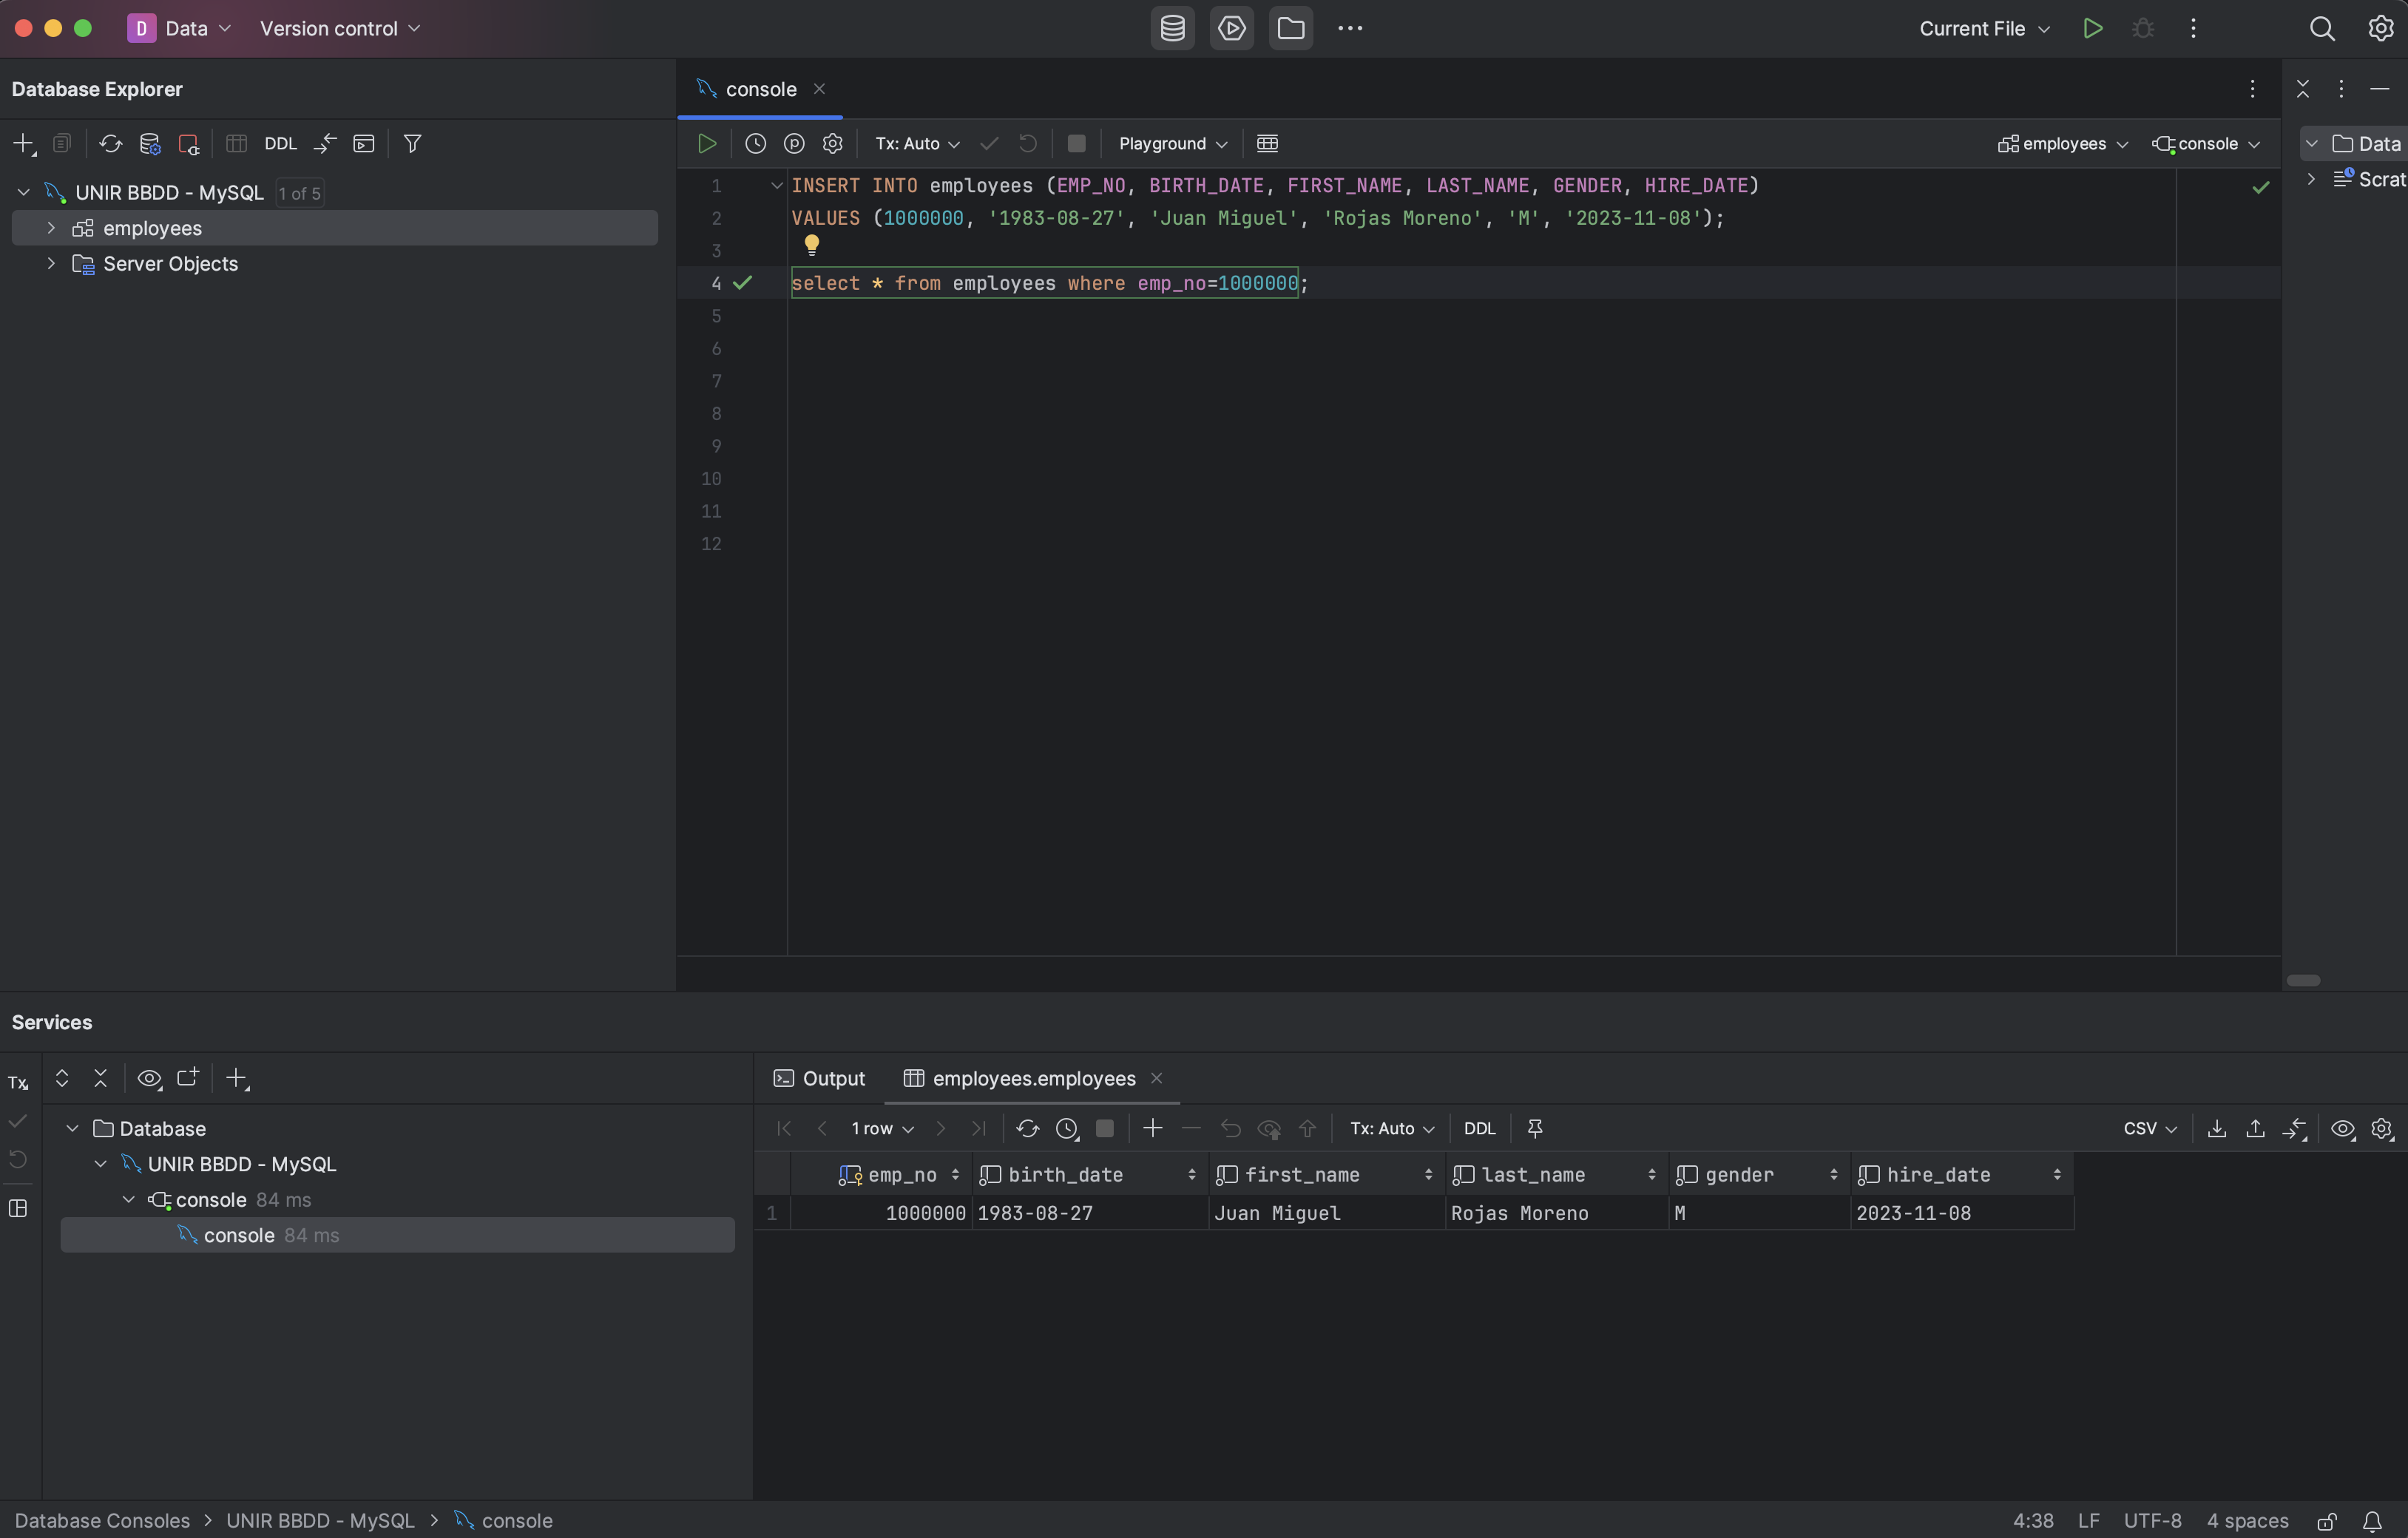 D Data Version control Current File
Database Explorer
console
DDL
Tx: Auto Playground employees console
UNIR BBDD - MySQL 1 of 5
employees
Server Objects
Data
Scrat
1 INSERT INTO employees (EMP_NO, BIRTH_DATE, FIRST_NAME, LAST_NAME, GENDER, HIRE_DATE)
2 VALUES (1000000, '1983-08-27', 'Juan Miguel', 'Rojas Moreno', 'M', '2023-11-08');
3
4 select * from employees where emp_no=1000000;
5
6
7
8
9
10
11
12
Services
Tx
Output employees.employees
Database
UNIR BBDD - MySQL
console 84 ms
console 84 ms
1 row Tx: Auto DDL CSV
emp_no birth_date first_name last_name gender hire_date
1 1000000 1983-08-27 Juan Miguel Rojas Moreno M 2023-11-08
Database Consoles > UNIR BBDD - MySQL > console
4:38 LF UTF-8 4 spaces